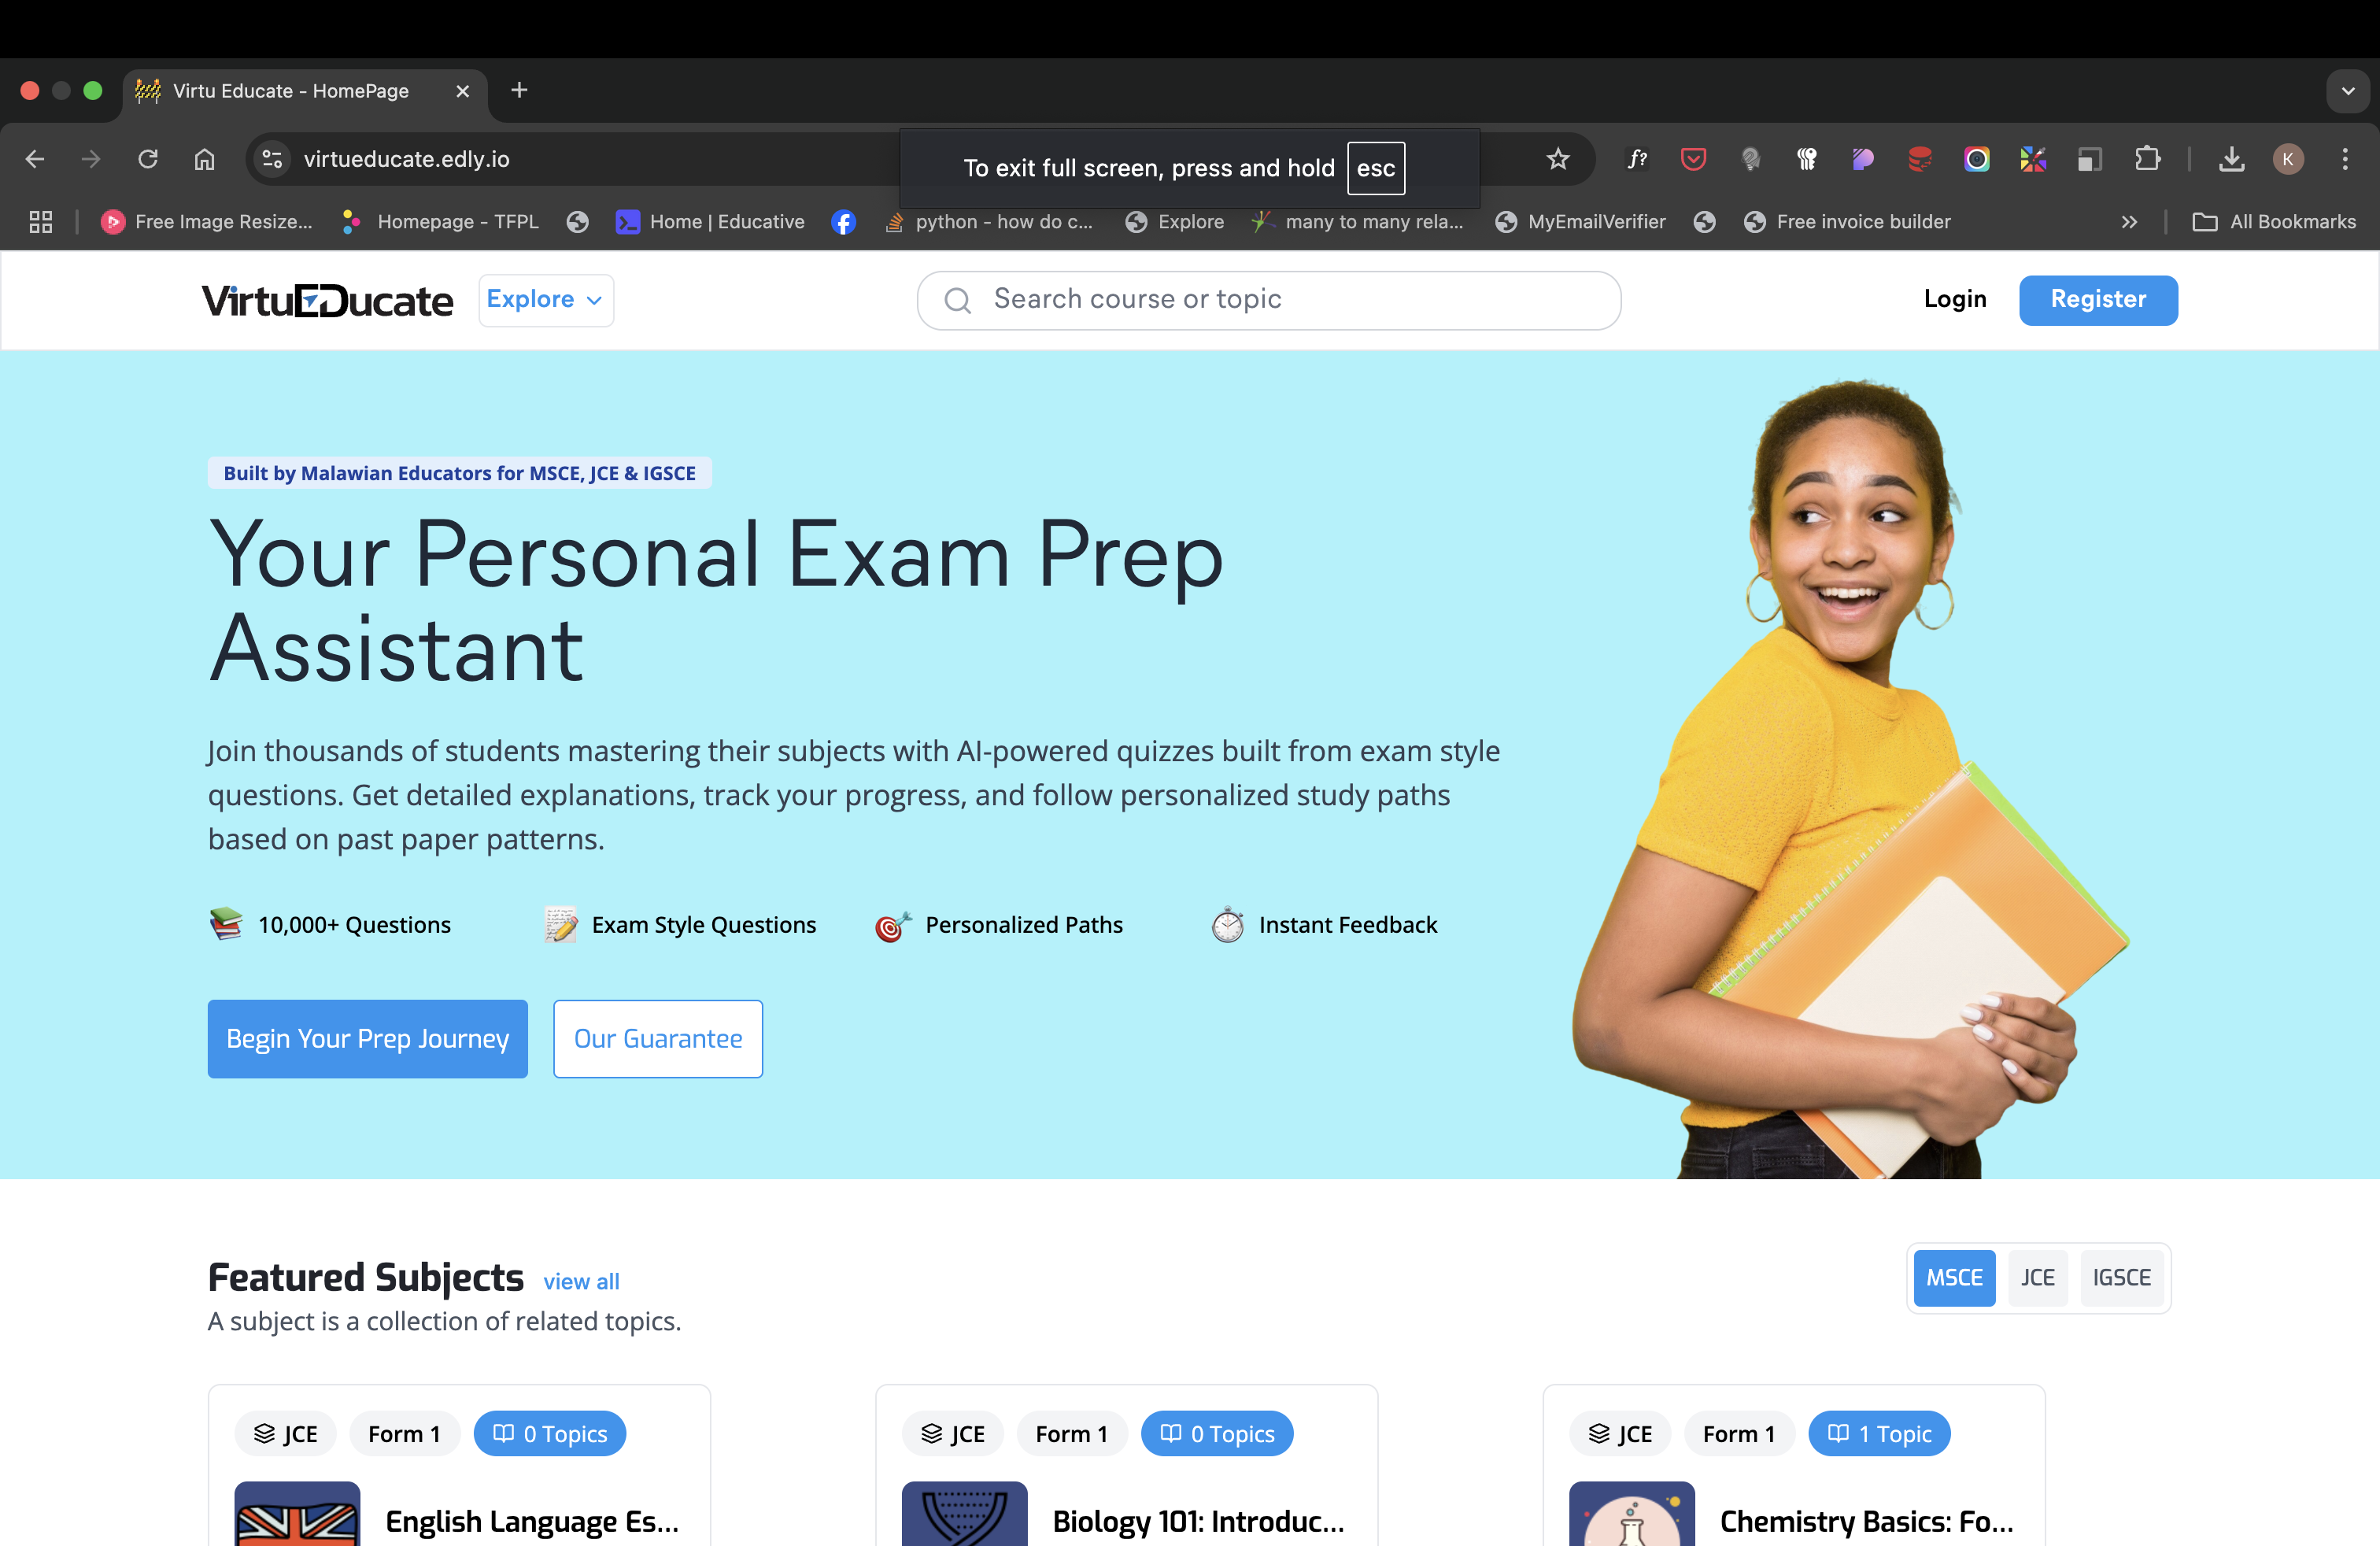 Virtu Educate - HomePage
virtueducate.edly.io
To exit full screen, press and hold esc
K
Free Image Resize...
Homepage - TFPL
Home | Educative
python - how do c...
Explore
many to many rela...
MyEmailVerifier
Free invoice builder
All Bookmarks
VirtuEDucate
Explore
Search course or topic
Login
Register
Built by Malawian Educators for MSCE, JCE & IGSCE
Your Personal Exam Prep
Assistant
Join thousands of students mastering their subjects with AI-powered quizzes built from exam style
questions. Get detailed explanations, track your progress, and follow personalized study paths
based on past paper patterns.
10,000+ Questions
Exam Style Questions
Personalized Paths
Instant Feedback
Begin Your Prep Journey
Our Guarantee
Featured Subjects
view all
MSCE
JCE
IGSCE
A subject is a collection of related topics.
JCE
Form 1
0 Topics
English Language Es...
JCE
Form 1
0 Topics
Biology 101: Introduc...
JCE
Form 1
1 Topic
Chemistry Basics: Fo...